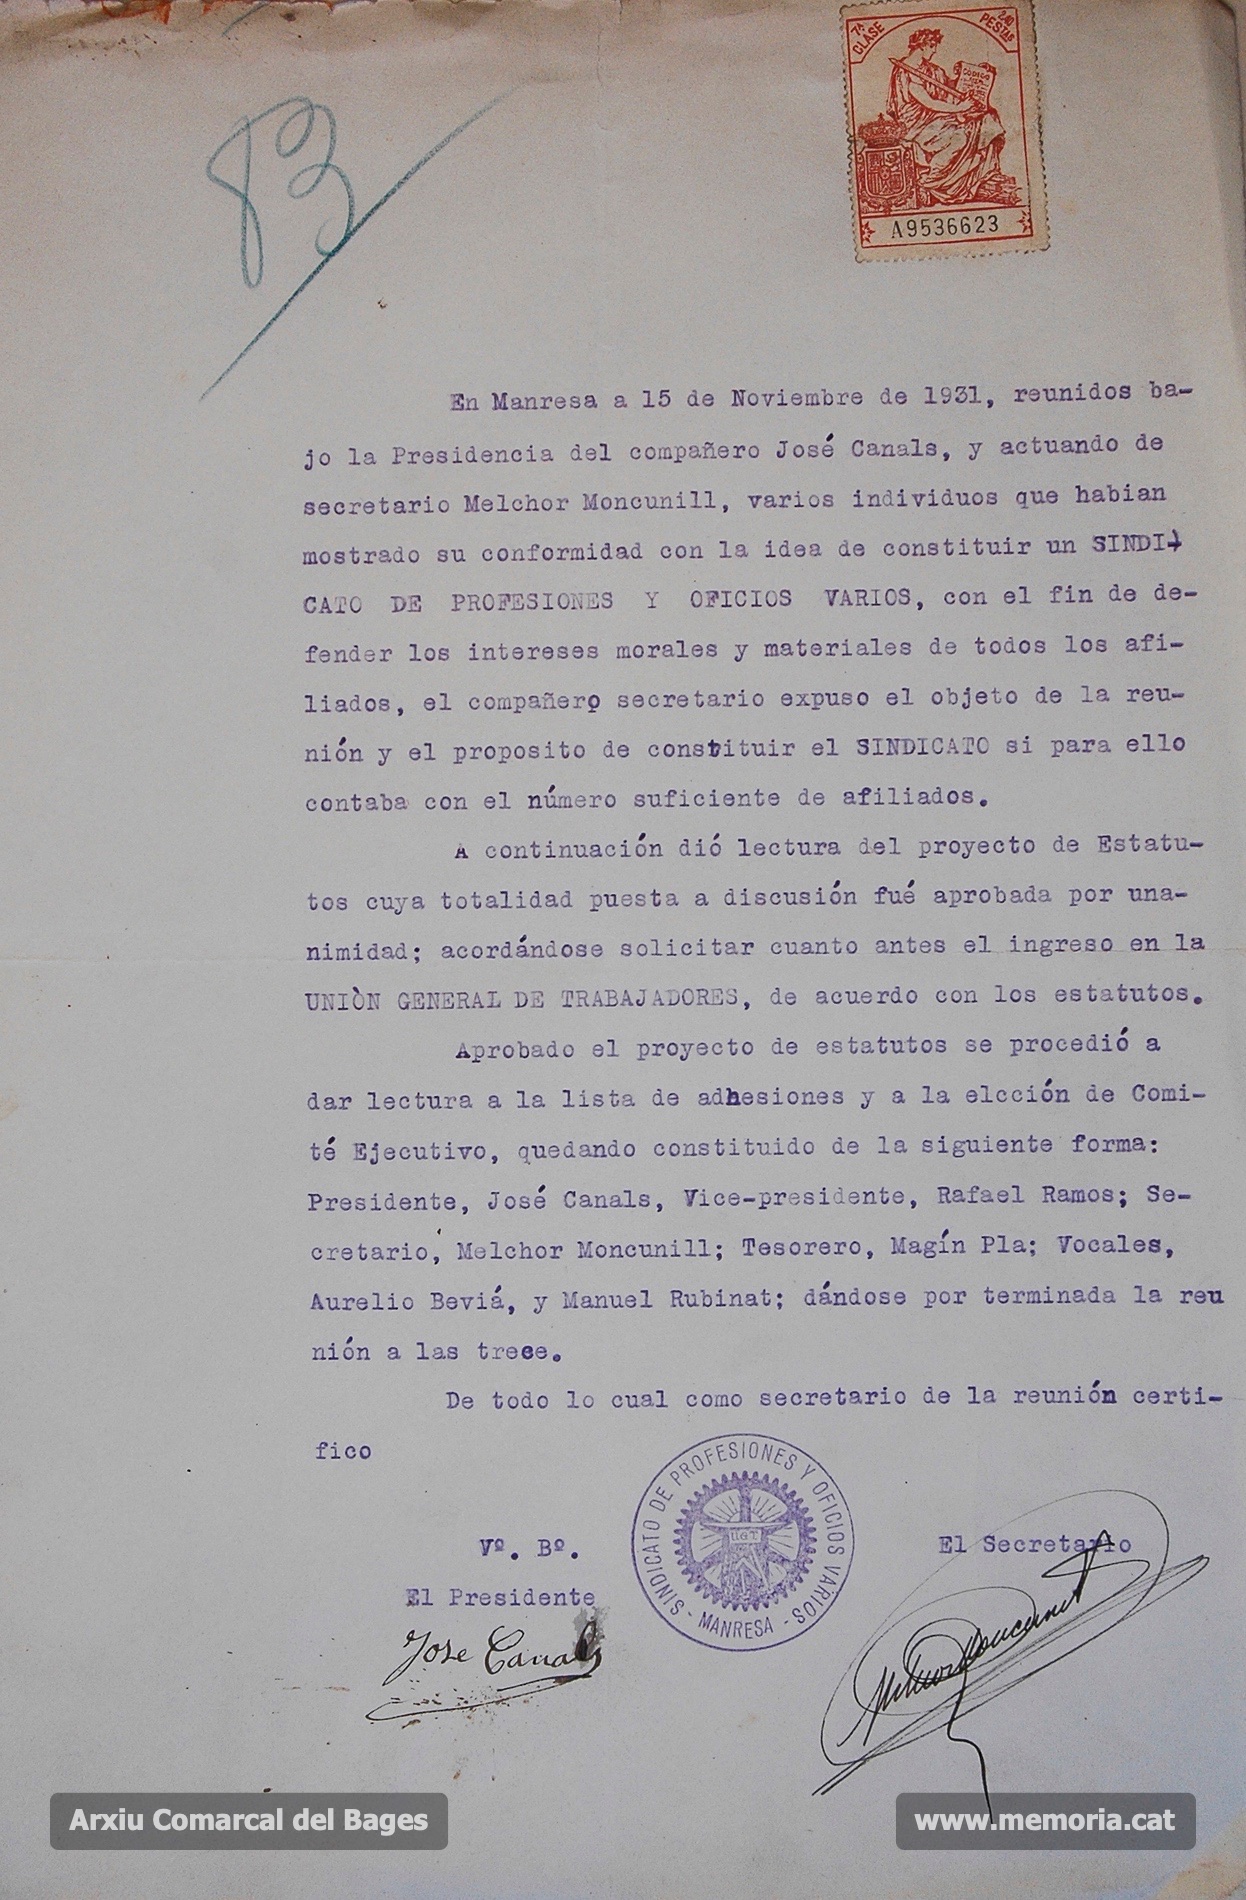 83
7ª CLASE
2,40 PESTAS
CÓDIGO
A9536623
En Manresa a 15 de Noviembre de 1931, reunidos ba-
jo la Presidencia del compañero José Canals, y actuando de
secretario Melchor Moncunill, varios individuos que habian
mostrado su conformidad con la idea de constituir un SINDI-
CATO DE PROFESIONES Y OFICIOS VARIOS, con el fin de de-
fender los intereses morales y materiales de todos los afi-
liados, el compañero secretario expuso el objeto de la reu-
nión y el proposito de constituir el SINDICATO si para ello
contaba con el número suficiente de afiliados.
A continuación dió lectura del proyecto de Estatu-
tos cuya totalidad puesta a discusión fué aprobada por una-
nimidad; acordándose solicitar cuanto antes el ingreso en la
UNIÒN GENERAL DE TRABAJADORES, de acuerdo con los estatutos.
Aprobado el proyecto de estatutos se procedió a
dar lectura a la lista de adhesiones y a la elcción de Comi-
té Ejecutivo, quedando constituido de la siguiente forma:
Presidente, José Canals, Vice-presidente, Rafael Ramos; Se-
cretario, Melchor Moncunill; Tesorero, Magín Pla; Vocales,
Aurelio Beviá, y Manuel Rubinat; dándose por terminada la reu
nión a las trece.
De todo lo cual como secretario de la reunión certi-
fico
SINDICATO DE PROFESIONES Y OFICIOS VARIOS - MANRESA -
UGT
Vº. Bº.
El Secretario
El Presidente
Jose Canals
Melchor Moncunill
Arxiu Comarcal del Bages
www.memoria.cat